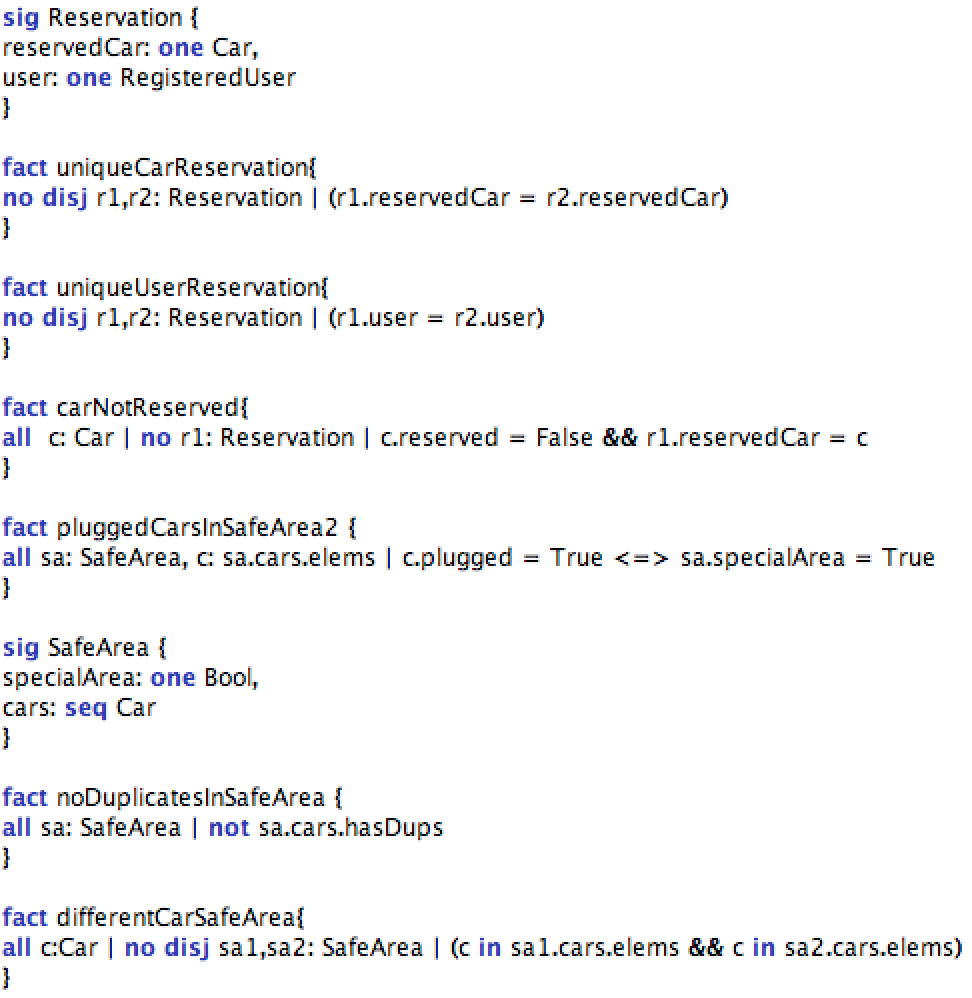 sig Reservation {
reservedCar: one Car,
user: one RegisteredUser
}
fact uniqueCarReservation{
no disj r1,r2: Reservation | (r1.reservedCar = r2.reservedCar)
}
fact uniqueUserReservation{
no disj r1,r2: Reservation | (r1.user = r2.user)
}
fact carNotReserved{
all  c: Car | no r1: Reservation | c.reserved = False && r1.reservedCar = c
}
fact pluggedCarsInSafeArea2 {
all sa: SafeArea, c: sa.cars.elems | c.plugged = True <=> sa.specialArea = True
}
sig SafeArea {
specialArea: one Bool,
cars: seq Car
}
fact noDuplicatesInSafeArea {
all sa: SafeArea | not sa.cars.hasDups
}
fact differentCarSafeArea{
all c:Car | no disj sa1,sa2: SafeArea | (c in sa1.cars.elems && c in sa2.cars.elems)
}